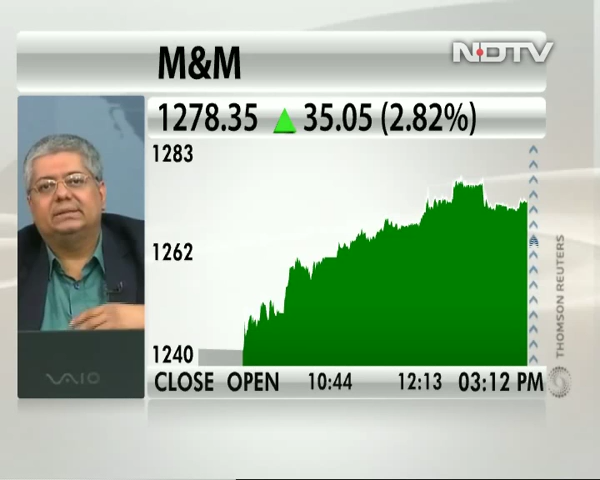 NDTV
M&M
1278.35 ▲ 35.05 (2.82%)
1283
1262
1240
CLOSE OPEN 10:44 12:13 03:12 PM
THOMSON REUTERS
VAIO